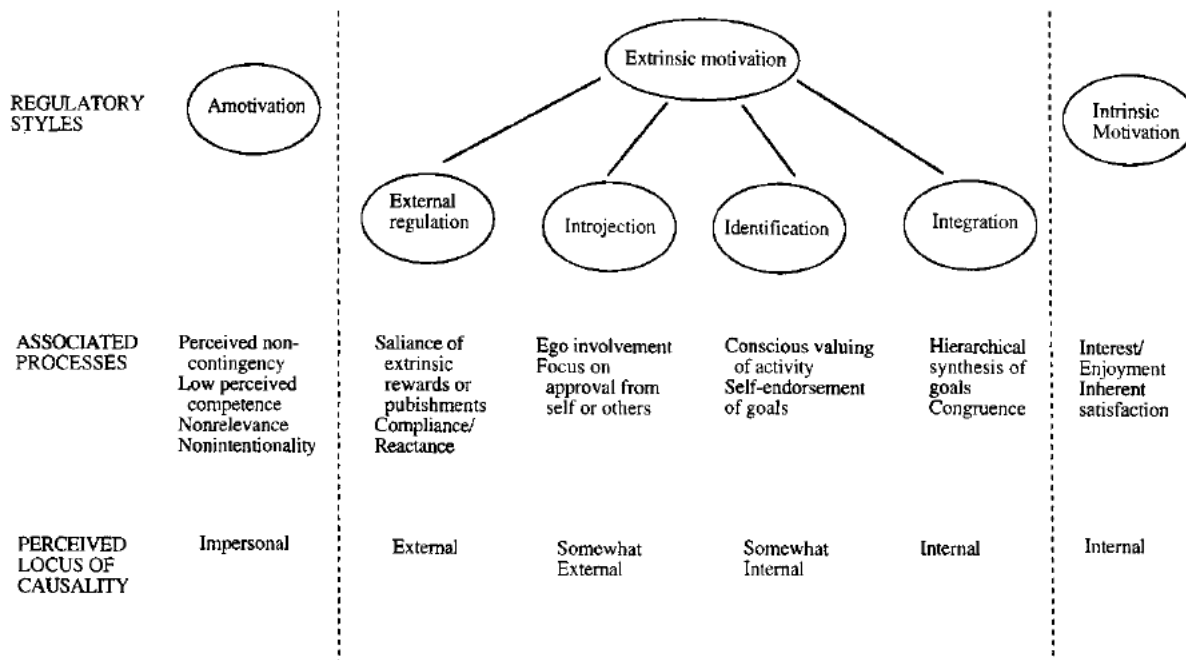 Extrinsic motivation
REGULATORY
STYLES
Amotivation
Intrinsic
Motivation
External
regulation
Introjection
Identification
Integration
ASSOCIATED
PROCESSES
Perceived non-
contingency
Low perceived
competence
Nonrelevance
Nonintentionality
Saliance of
extrinsic
rewards or
pubishments
Compliance/
Reactance
Ego involvement
Focus on
approval from
self or others
Conscious valuing
of activity
Self-endorsement
of goals
Hierarchical
synthesis of
goals
Congruence
Interest/
Enjoyment
Inherent
satisfaction
PERCEIVED
LOCUS OF
CAUSALITY
Impersonal
External
Somewhat
External
Somewhat
Internal
Internal
Internal